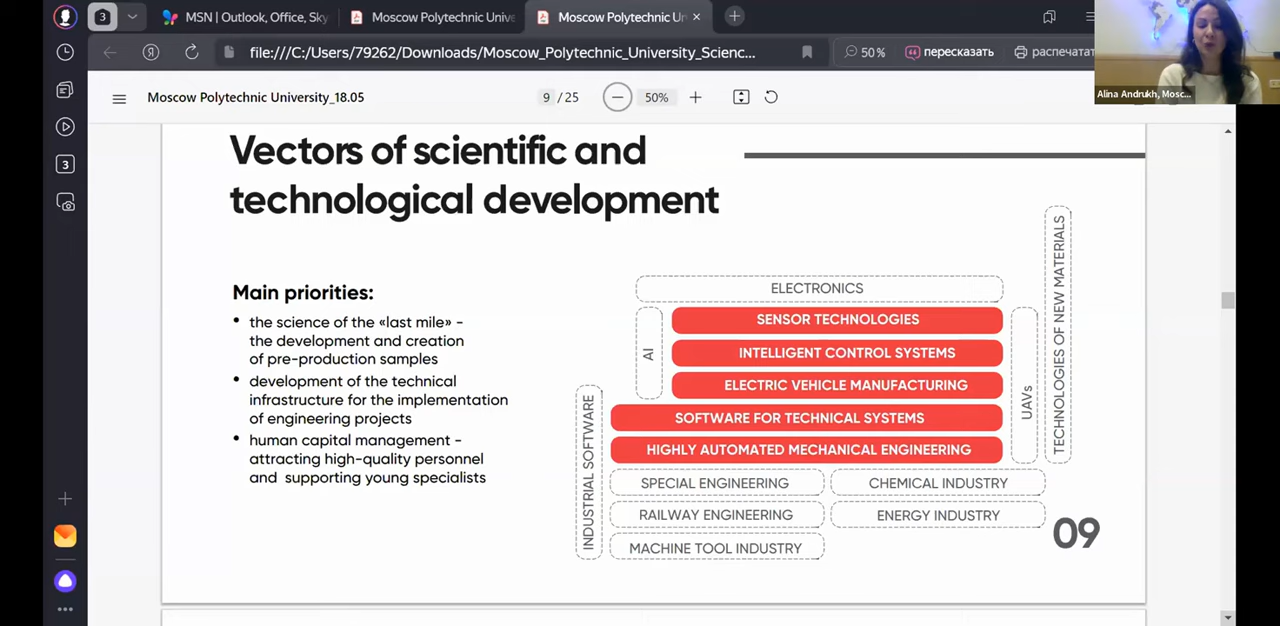 3
MSN | Outlook, Office, Sky
Moscow Polytechnic Unive
Moscow Polytechnic Un
file:///C:/Users/79262/Downloads/Moscow_Polytechnic_University_Scienc...
50%
пересказать
распечатат
Alina Andrukh, Mosc...
Moscow Polytechnic University_18.05
9 / 25
50%
3
Vectors of scientific and
technological development
Main priorities:
• the science of the «last mile» -
the development and creation
of pre-production samples
• development of the technical
infrastructure for the implementation
of engineering projects
• human capital management -
attracting high-quality personnel
and supporting young specialists
ELECTRONICS
AI
SENSOR TECHNOLOGIES
INTELLIGENT CONTROL SYSTEMS
ELECTRIC VEHICLE MANUFACTURING
SOFTWARE FOR TECHNICAL SYSTEMS
HIGHLY AUTOMATED MECHANICAL ENGINEERING
UAVs
TECHNOLOGIES OF NEW MATERIALS
INDUSTRIAL SOFTWARE
SPECIAL ENGINEERING
CHEMICAL INDUSTRY
RAILWAY ENGINEERING
ENERGY INDUSTRY
MACHINE TOOL INDUSTRY
09